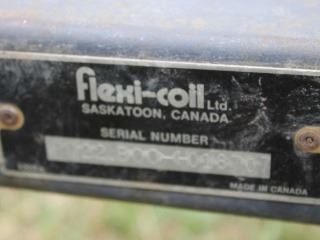 flexi-coil Ltd.
SASKATOON, CANADA
SERIAL NUMBER
MADE IN CANADA